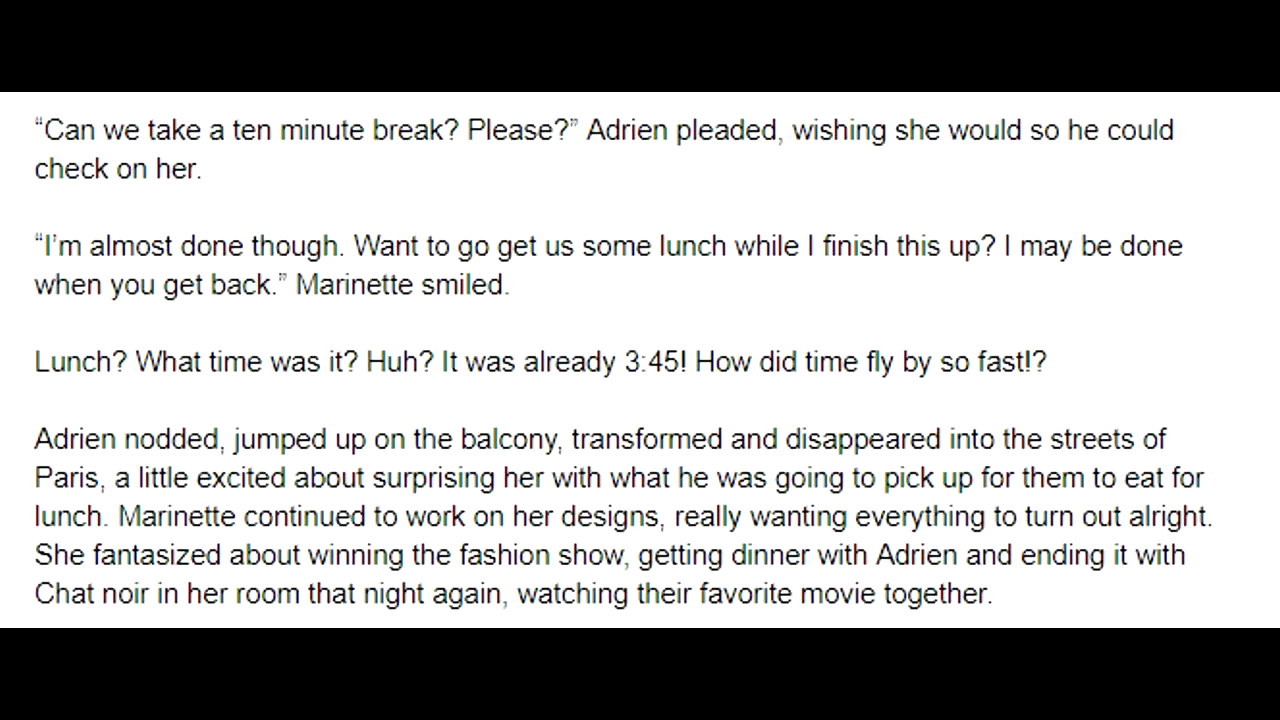 “Can we take a ten minute break? Please?” Adrien pleaded, wishing she would so he could
check on her.
“I’m almost done though. Want to go get us some lunch while I finish this up? I may be done
when you get back.” Marinette smiled.
Lunch? What time was it? Huh? It was already 3:45! How did time fly by so fast!?
Adrien nodded, jumped up on the balcony, transformed and disappeared into the streets of
Paris, a little excited about surprising her with what he was going to pick up for them to eat for
lunch. Marinette continued to work on her designs, really wanting everything to turn out alright.
She fantasized about winning the fashion show, getting dinner with Adrien and ending it with
Chat noir in her room that night again, watching their favorite movie together.